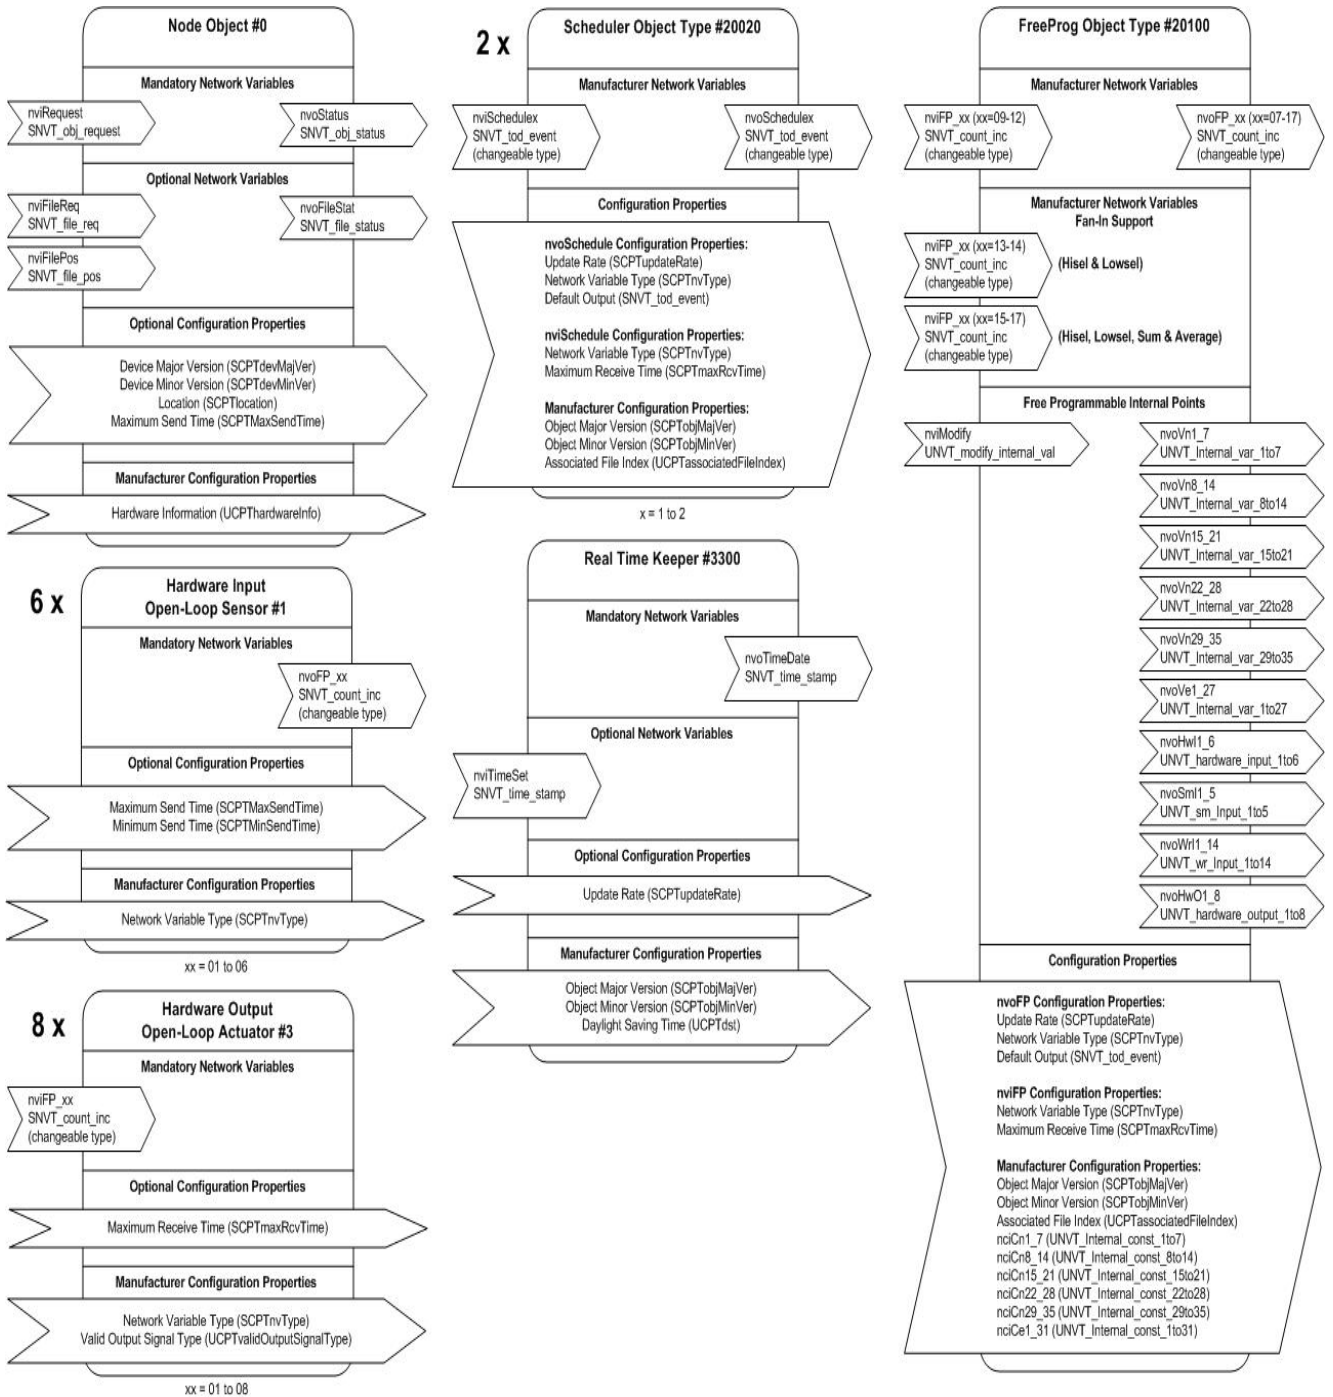 Node Object #0
Mandatory Network Variables
nviRequest
SNVT_obj_request
nvoStatus
SNVT_obj_status
Optional Network Variables
nviFileReq
SNVT_file_req
nvoFileStat
SNVT_file_status
nviFilePos
SNVT_file_pos
Optional Configuration Properties
Device Major Version (SCPTdevMajVer)
Device Minor Version (SCPTdevMinVer)
Location (SCPTlocation)
Maximum Send Time (SCPTMaxSendTime)
Manufacturer Configuration Properties
Hardware Information (UCPThardwareInfo)
6 x
Hardware Input
Open-Loop Sensor #1
Mandatory Network Variables
nvoFP_xx
SNVT_count_inc
(changeable type)
Optional Configuration Properties
Maximum Send Time (SCPTMaxSendTime)
Minimum Send Time (SCPTMinSendTime)
Manufacturer Configuration Properties
Network Variable Type (SCPTnvType)
xx = 01 to 06
8 x
Hardware Output
Open-Loop Actuator #3
Mandatory Network Variables
nviFP_xx
SNVT_count_inc
(changeable type)
Optional Configuration Properties
Maximum Receive Time (SCPTmaxRcvTime)
Manufacturer Configuration Properties
Network Variable Type (SCPTnvType)
Valid Output Signal Type (UCPTvalidOutputSignalType)
xx = 01 to 08
2 x
Scheduler Object Type #20020
Manufacturer Network Variables
nviSchedulex
SNVT_tod_event
(changeable type)
nvoSchedulex
SNVT_tod_event
(changeable type)
Configuration Properties
nvoSchedule Configuration Properties:
Update Rate (SCPTupdateRate)
Network Variable Type (SCPTnvType)
Default Output (SNVT_tod_event)
nviSchedule Configuration Properties:
Network Variable Type (SCPTnvType)
Maximum Receive Time (SCPTmaxRcvTime)
Manufacturer Configuration Properties:
Object Major Version (SCPTobjMajVer)
Object Minor Version (SCPTobjMinVer)
Associated File Index (UCPTassociatedFileIndex)
x = 1 to 2
Real Time Keeper #3300
Mandatory Network Variables
nvoTimeDate
SNVT_time_stamp
Optional Network Variables
nviTimeSet
SNVT_time_stamp
Optional Configuration Properties
Update Rate (SCPTupdateRate)
Manufacturer Configuration Properties
Object Major Version (SCPTobjMajVer)
Object Minor Version (SCPTobjMinVer)
Daylight Saving Time (UCPTdst)
FreeProg Object Type #20100
Manufacturer Network Variables
nviFP_xx (xx=09-12)
SNVT_count_inc
(changeable type)
nvoFP_xx (xx=07-17)
SNVT_count_inc
(changeable type)
Manufacturer Network Variables
Fan-In Support
nviFP_xx (xx=13-14)
SNVT_count_inc
(changeable type)
(Hisel & Lowsel)
nviFP_xx (xx=15-17)
SNVT_count_inc
(changeable type)
(Hisel, Lowsel, Sum & Average)
Free Programmable Internal Points
nviModify
UNVT_modify_internal_val
nvoVn1_7
UNVT_Internal_var_1to7
nvoVn8_14
UNVT_Internal_var_8to14
nvoVn15_21
UNVT_Internal_var_15to21
nvoVn22_28
UNVT_Internal_var_22to28
nvoVn29_35
UNVT_Internal_var_29to35
nvoVe1_27
UNVT_Internal_var_1to27
nvoHwI1_6
UNVT_hardware_input_1to6
nvoSmI1_5
UNVT_sm_Input_1to5
nvoWrI1_14
UNVT_wr_Input_1to14
nvoHwO1_8
UNVT_hardware_output_1to8
Configuration Properties
nvoFP Configuration Properties:
Update Rate (SCPTupdateRate)
Network Variable Type (SCPTnvType)
Default Output (SNVT_tod_event)
nviFP Configuration Properties:
Network Variable Type (SCPTnvType)
Maximum Receive Time (SCPTmaxRcvTime)
Manufacturer Configuration Properties:
Object Major Version (SCPTobjMajVer)
Object Minor Version (SCPTobjMinVer)
Associated File Index (UCPTassociatedFileIndex)
nciCn1_7 (UNVT_Internal_const_1to7)
nciCn8_14 (UNVT_Internal_const_8to14)
nciCn15_21 (UNVT_Internal_const_15to21)
nciCn22_28 (UNVT_Internal_const_22to28)
nciCn29_35 (UNVT_Internal_const_29to35)
nciCe1_31 (UNVT_Internal_const_1to31)